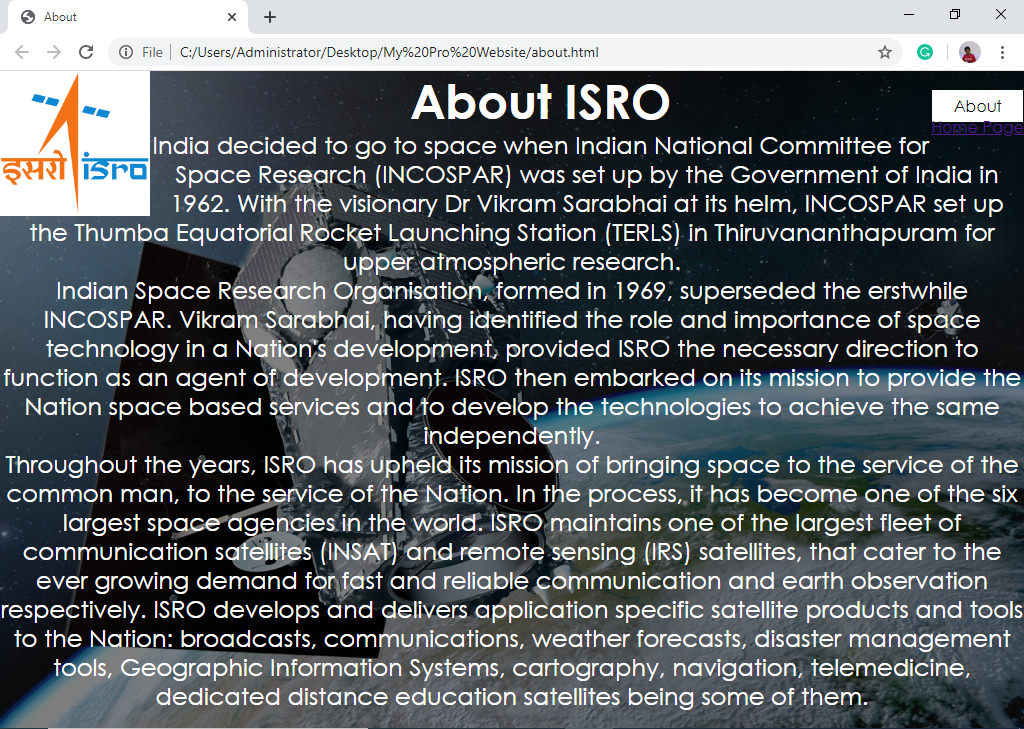 About
File
C:/Users/Administrator/Desktop/My%20Pro%20Website/about.html
इसरो isro
About ISRO
About
Home Page
India decided to go to space when Indian National Committee for
Space Research (INCOSPAR) was set up by the Government of India in
1962. With the visionary Dr Vikram Sarabhai at its helm, INCOSPAR set up
the Thumba Equatorial Rocket Launching Station (TERLS) in Thiruvananthapuram for
upper atmospheric research.
Indian Space Research Organisation, formed in 1969, superseded the erstwhile
INCOSPAR. Vikram Sarabhai, having identified the role and importance of space
technology in a Nation's development, provided ISRO the necessary direction to
function as an agent of development. ISRO then embarked on its mission to provide the
Nation space based services and to develop the technologies to achieve the same
independently.
Throughout the years, ISRO has upheld its mission of bringing space to the service of the
common man, to the service of the Nation. In the process, it has become one of the six
largest space agencies in the world. ISRO maintains one of the largest fleet of
communication satellites (INSAT) and remote sensing (IRS) satellites, that cater to the
ever growing demand for fast and reliable communication and earth observation
respectively. ISRO develops and delivers application specific satellite products and tools
to the Nation: broadcasts, communications, weather forecasts, disaster management
tools, Geographic Information Systems, cartography, navigation, telemedicine,
dedicated distance education satellites being some of them.